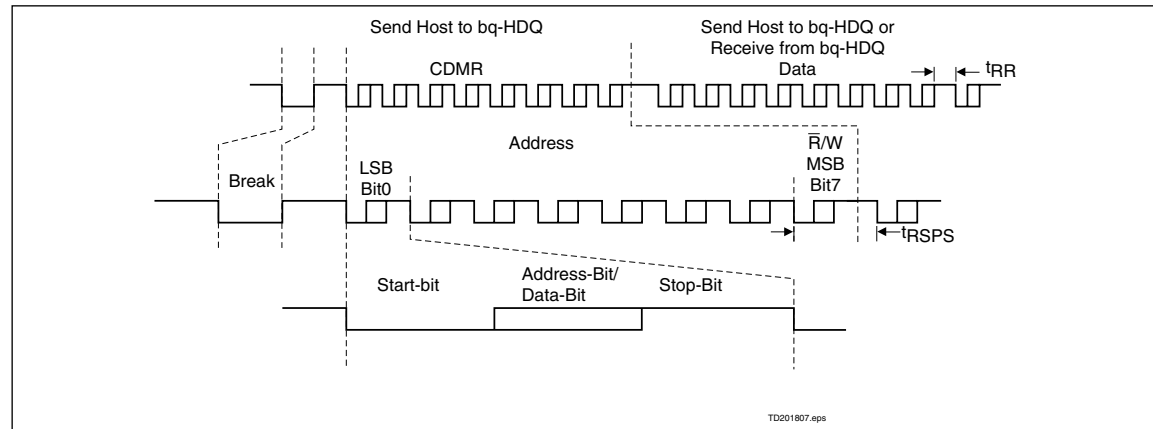 Send Host to bq-HDQ
Send Host to bq-HDQ or
Receive from bq-HDQ
CDMR
Data
tRR
Address
R̅/W
MSB
Bit7
LSB
Bit0
Break
tRSPS
Start-bit
Address-Bit/
Data-Bit
Stop-Bit
TD201807.eps